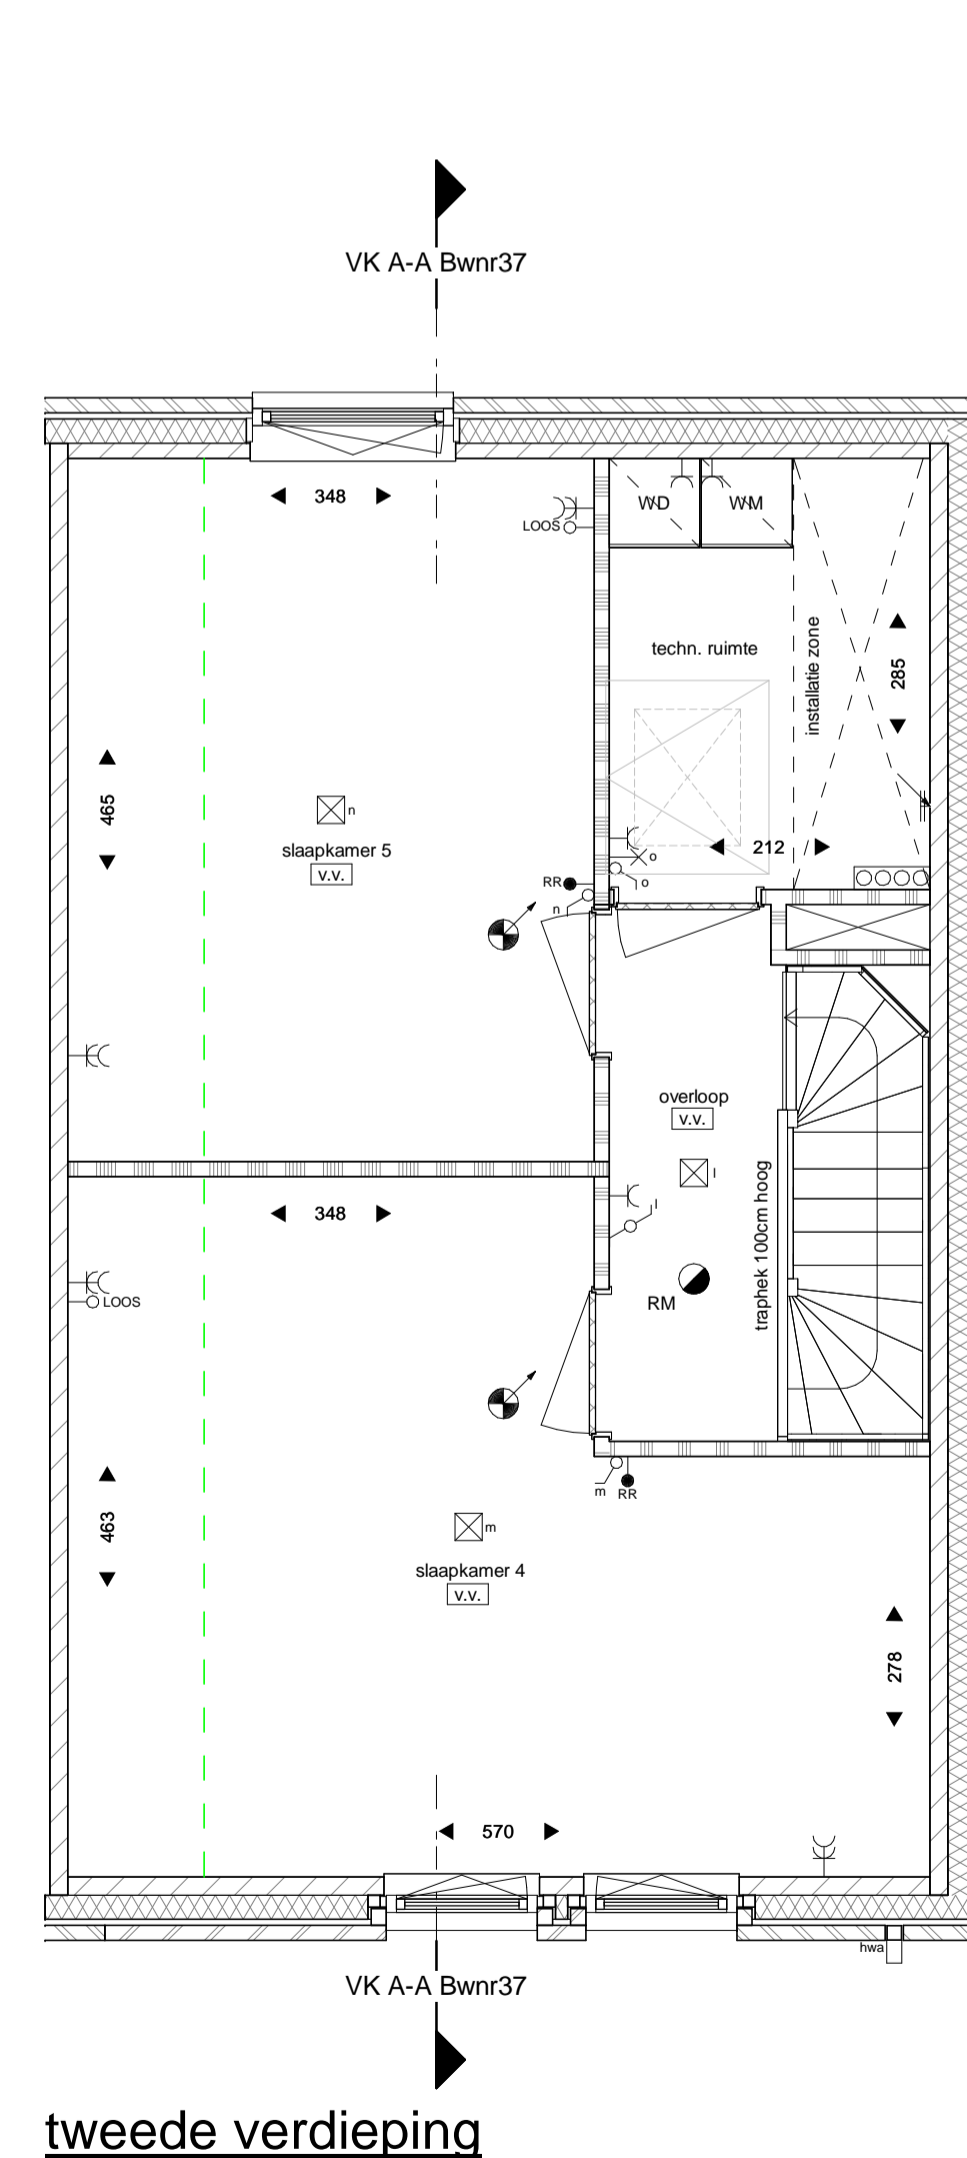 VK A-A Bwnr37
348
LOOS
WD
WM
techn. ruimte
installatie zone
285
465
n
slaapkamer 5
v.v.
212
o
o
RR
n
overloop
v.v.
l
traphek 100cm hoog
348
l
LOOS
RM
m
RR
463
m
slaapkamer 4
v.v.
278
570
hwa
VK A-A Bwnr37
tweede verdieping